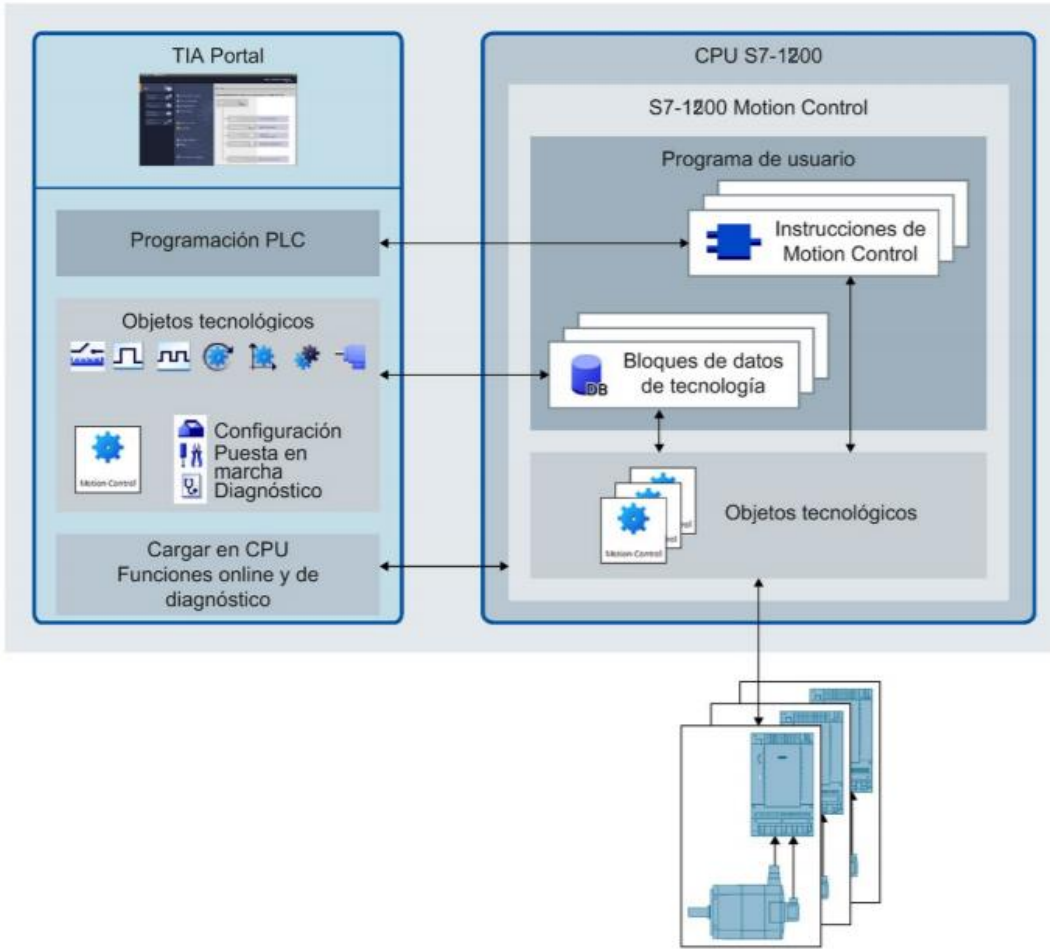 TIA Portal
Programación PLC
Objetos tecnológicos
Motion-Control
Configuración
Puesta en
marcha
Diagnóstico
Cargar en CPU
Funciones online y de
diagnóstico
CPU S7-1200
S7-1200 Motion Control
Programa de usuario
Instrucciones de
Motion Control
DB
Bloques de datos
de tecnología
Motion-Control
rol
rol
Objetos tecnológicos